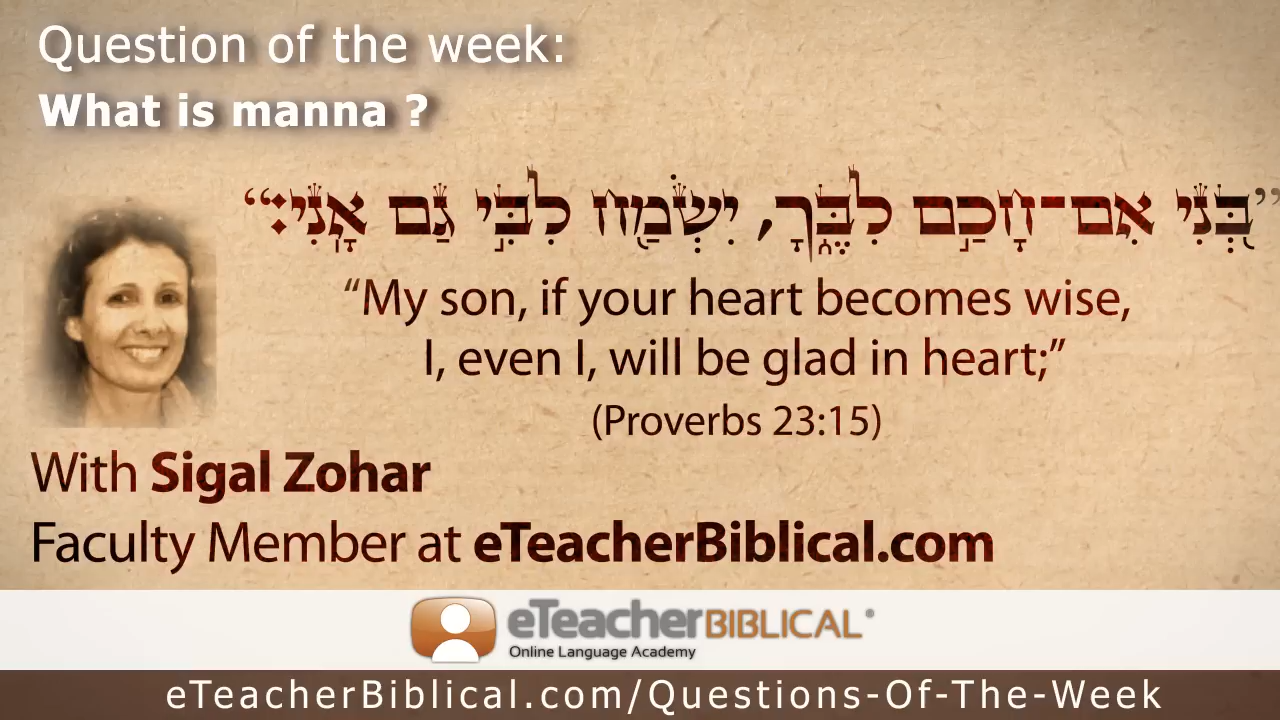 Question of the week:
What is manna ?
”בְּ֭נִי אִם־חָכַ֣ם לִבֶּ֑ךָ, יִשְׂמַ֖ח לִבִּ֣י גַם אָֽנִי׃“
“My son, if your heart becomes wise,
I, even I, will be glad in heart;”
(Proverbs 23:15)
With Sigal Zohar
Faculty Member at eTeacherBiblical.com
eTeacherBIBLICAL®
Online Language Academy
eTeacherBiblical.com/Questions-Of-The-Week